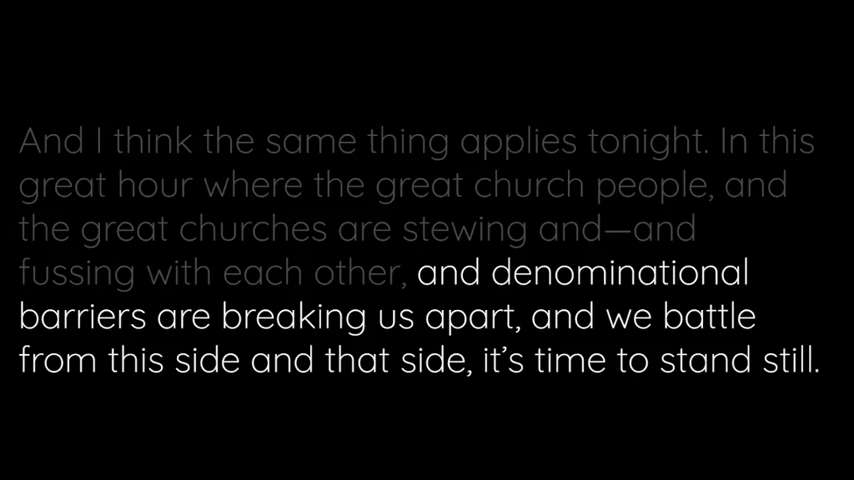 And I think the same thing applies tonight. In this
great hour where the great church people, and
the great churches are stewing and—and
fussing with each other, and denominational
barriers are breaking us apart, and we battle
from this side and that side, it’s time to stand still.